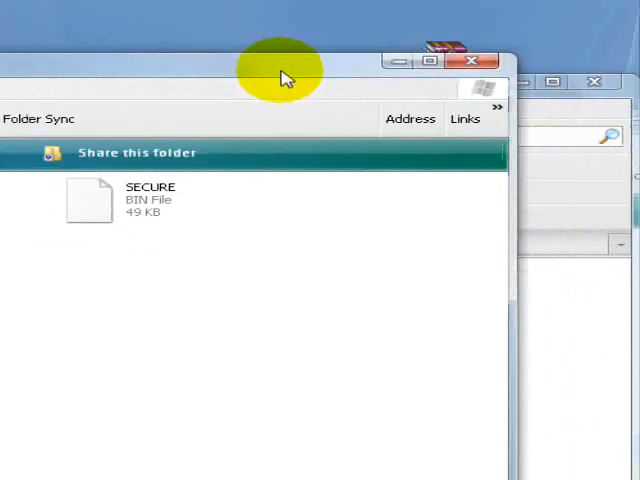 Folder Sync
Address
Links
Share this folder
SECURE
BIN File
49 KB